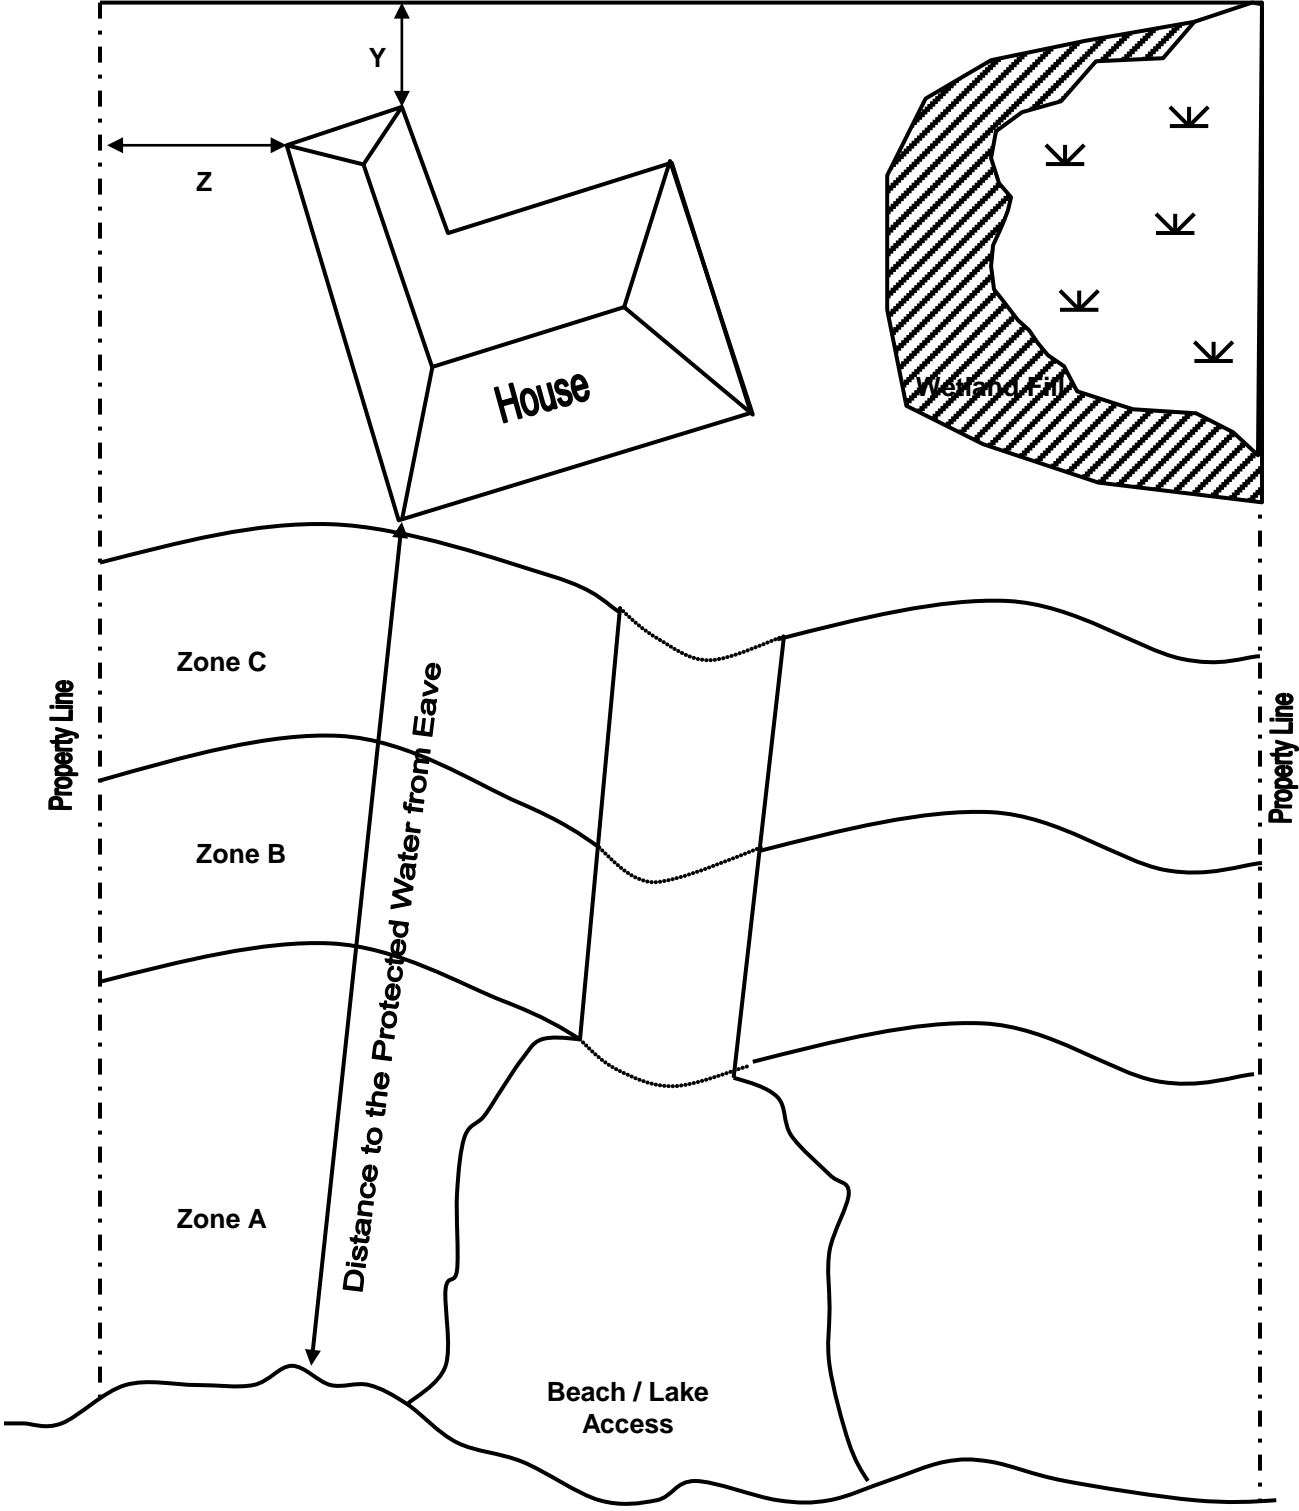 Y
Z
House
Wetland Fill
Zone C
Property Line
Property Line
Distance to the Protected Water from Eave
Zone B
Zone A
Beach / Lake
Access